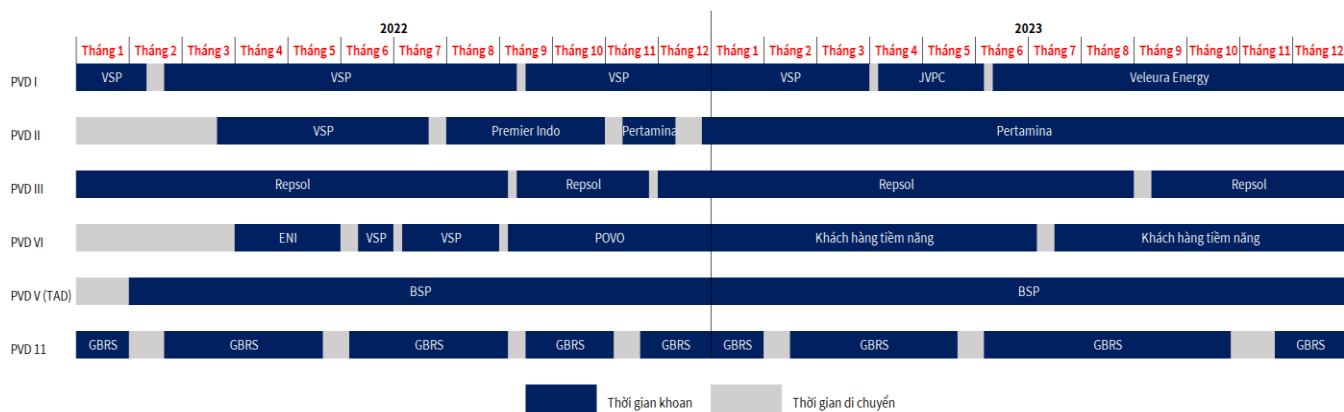 2022 2023
Tháng 1 Tháng 2 Tháng 3 Tháng 4 Tháng 5 Tháng 6 Tháng 7 Tháng 8 Tháng 9 Tháng 10 Tháng 11 Tháng 12 Tháng 1 Tháng 2 Tháng 3 Tháng 4 Tháng 5 Tháng 6 Tháng 7 Tháng 8 Tháng 9 Tháng 10 Tháng 11 Tháng 12
PVD I VSP VSP VSP VSP JVPC Veleura Energy
PVD II VSP Premier Indo Pertamina Pertamina
PVD III Repsol Repsol Repsol Repsol
PVD VI ENI VSP VSP POVO Khách hàng tiềm năng Khách hàng tiềm năng
PVD V (TAD) BSP BSP
PVD 11 GBRS GBRS GBRS GBRS GBRS GBRS GBRS GBRS GBRS
Thời gian khoan Thời gian di chuyển